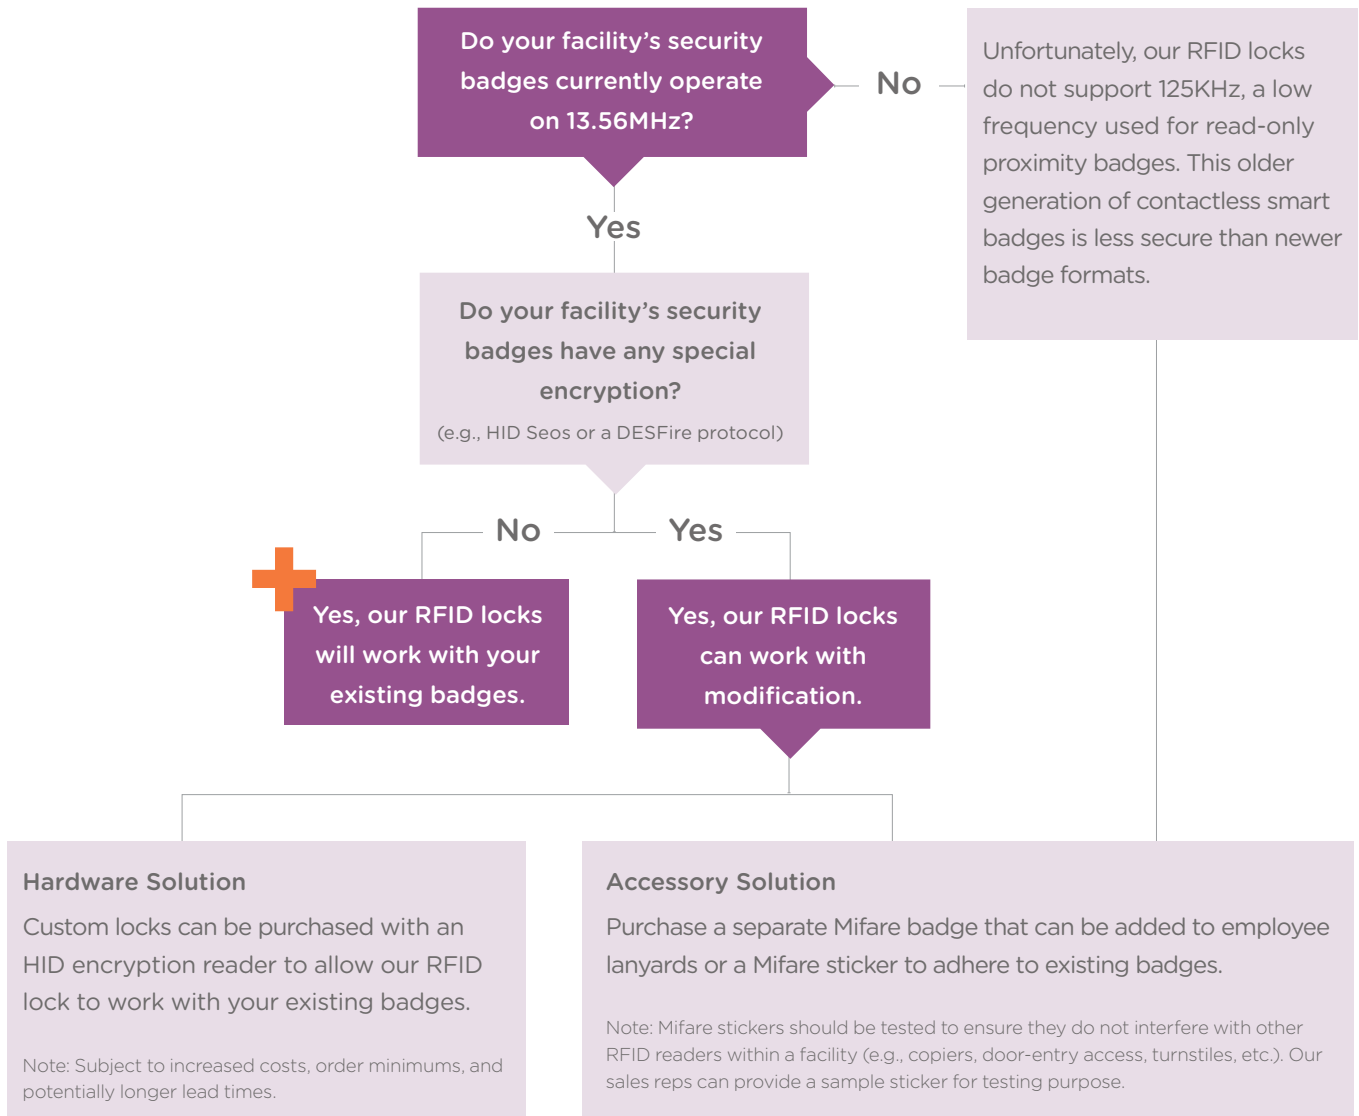 Do your facility’s security
badges currently operate
on 13.56MHz?
No
Unfortunately, our RFID locks
do not support 125KHz, a low
frequency used for read-only
proximity badges. This older
generation of contactless smart
badges is less secure than newer
badge formats.
Yes
Do your facility’s security
badges have any special
encryption?
(e.g., HID Seos or a DESFire protocol)
No
Yes
Yes, our RFID locks
will work with your
existing badges.
Yes, our RFID locks
can work with
modification.
Hardware Solution
Custom locks can be purchased with an
HID encryption reader to allow our RFID
lock to work with your existing badges.
Note: Subject to increased costs, order minimums, and
potentially longer lead times.
Accessory Solution
Purchase a separate Mifare badge that can be added to employee
lanyards or a Mifare sticker to adhere to existing badges.
Note: Mifare stickers should be tested to ensure they do not interfere with other
RFID readers within a facility (e.g., copiers, door-entry access, turnstiles, etc.). Our
sales reps can provide a sample sticker for testing purpose.